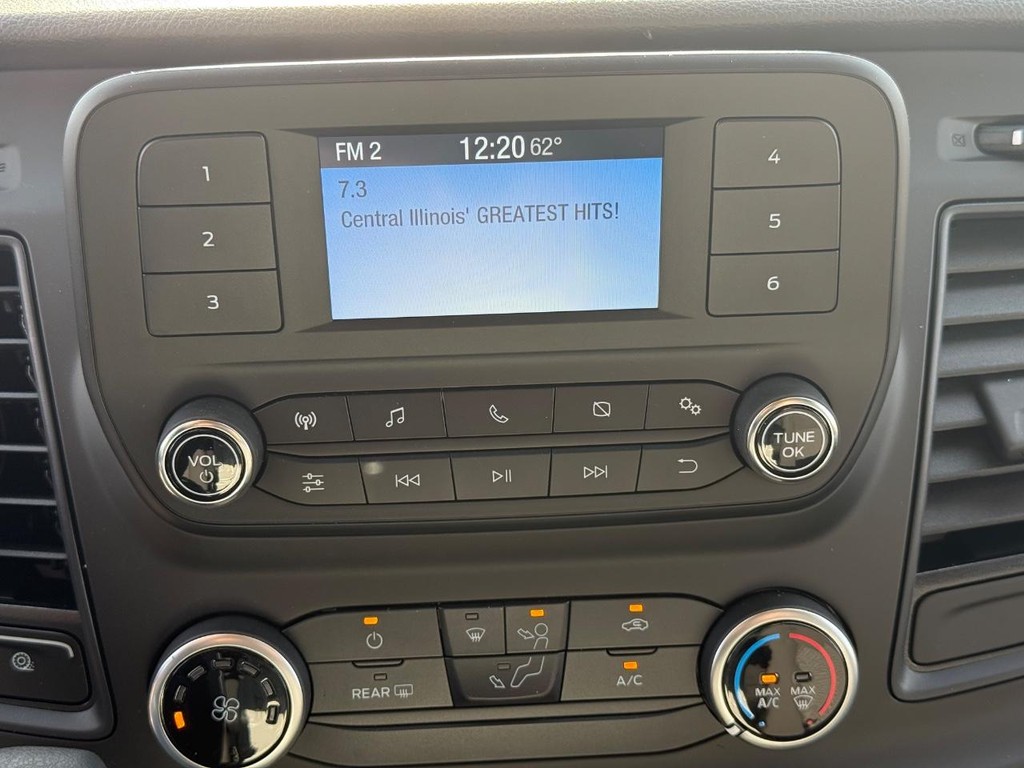 FM 2 12:20 62°
7.3
Central Illinois' GREATEST HITS!
1
2
3
4
5
6
VOL
TUNE
OK
REAR
A/C
MAX
A/C
MAX